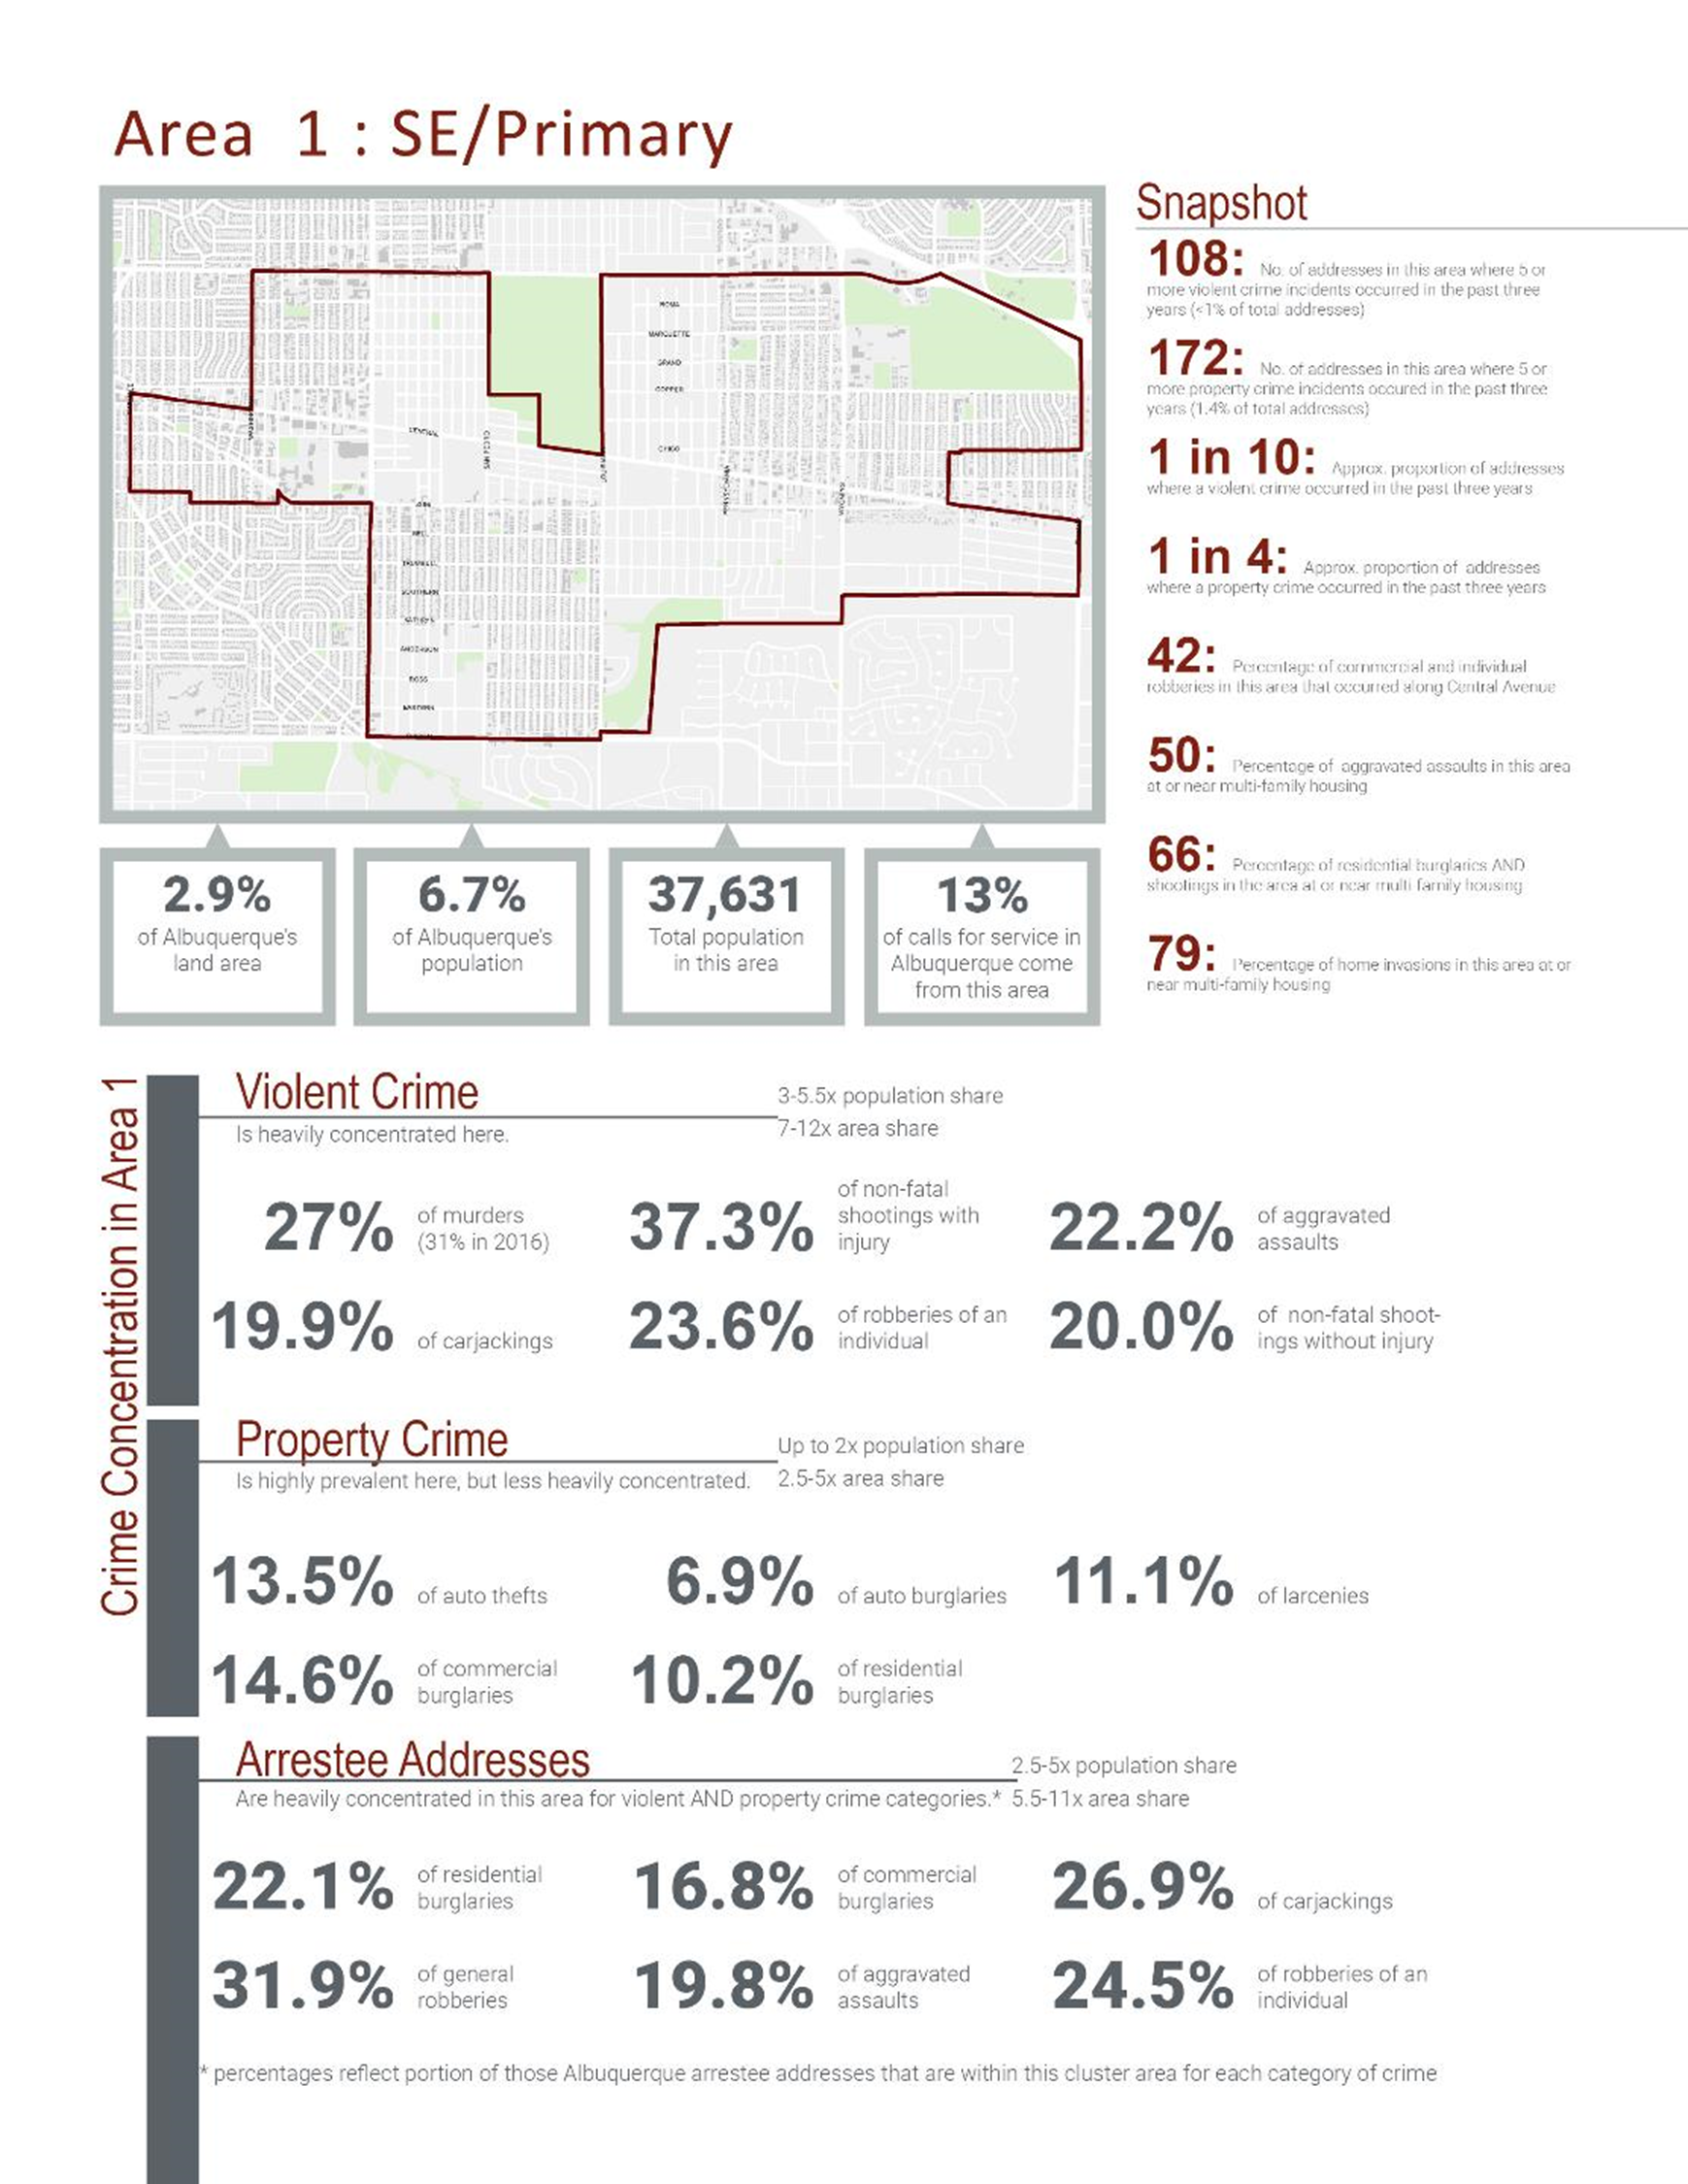 Area 1 : SE/Primary
Snapshot
108: No. of addresses in this area where 5 or
more violent crime incidents occurred in the past three
years (<1% of total addresses)
172: No. of addresses in this area where 5 or
more property crime incidents occured in the past three
years (1.4% of total addresses)
1 in 10: Approx. proportion of addresses
where a violent crime occurred in the past three years
1 in 4: Approx. proportion of addresses
where a property crime occurred in the past three years
42: Percentage of commercial and individual
robberies in this area that occurred along Central Avenue
50: Percentage of aggravated assaults in this area
at or near multi-family housing
66: Percentage of residential burglaries AND
shootings in the area at or near multi family housing
79: Percentage of home invasions in this area at or
near multi-family housing
ROMA
MARQUETTE
GRAND
COPPER
CHICO
CENTRAL
SAN PEDRO
BELL
TRUMBULL
SOUTHERN
KATHRYN
ANDERSON
ROSS
EASTERN
2.9%
of Albuquerque's
land area
6.7%
of Albuquerque's
population
37,631
Total population
in this area
13%
of calls for service in
Albuquerque come
from this area
Crime Concentration in Area 1
Violent Crime
Is heavily concentrated here.
3-5.5x population share
7-12x area share
27% of murders
(31% in 2016)
37.3% of non-fatal
shootings with
injury
22.2% of aggravated
assaults
19.9% of carjackings
23.6% of robberies of an
individual
20.0% of non-fatal shoot-
ings without injury
Property Crime
Is highly prevalent here, but less heavily concentrated.
Up to 2x population share
2.5-5x area share
13.5% of auto thefts
6.9% of auto burglaries
11.1% of larcenies
14.6% of commercial
burglaries
10.2% of residential
burglaries
Arrestee Addresses
Are heavily concentrated in this area for violent AND property crime categories.*
2.5-5x population share
5.5-11x area share
22.1% of residential
burglaries
16.8% of commercial
burglaries
26.9% of carjackings
31.9% of general
robberies
19.8% of aggravated
assaults
24.5% of robberies of an
individual
* percentages reflect portion of those Albuquerque arrestee addresses that are within this cluster area for each category of crime